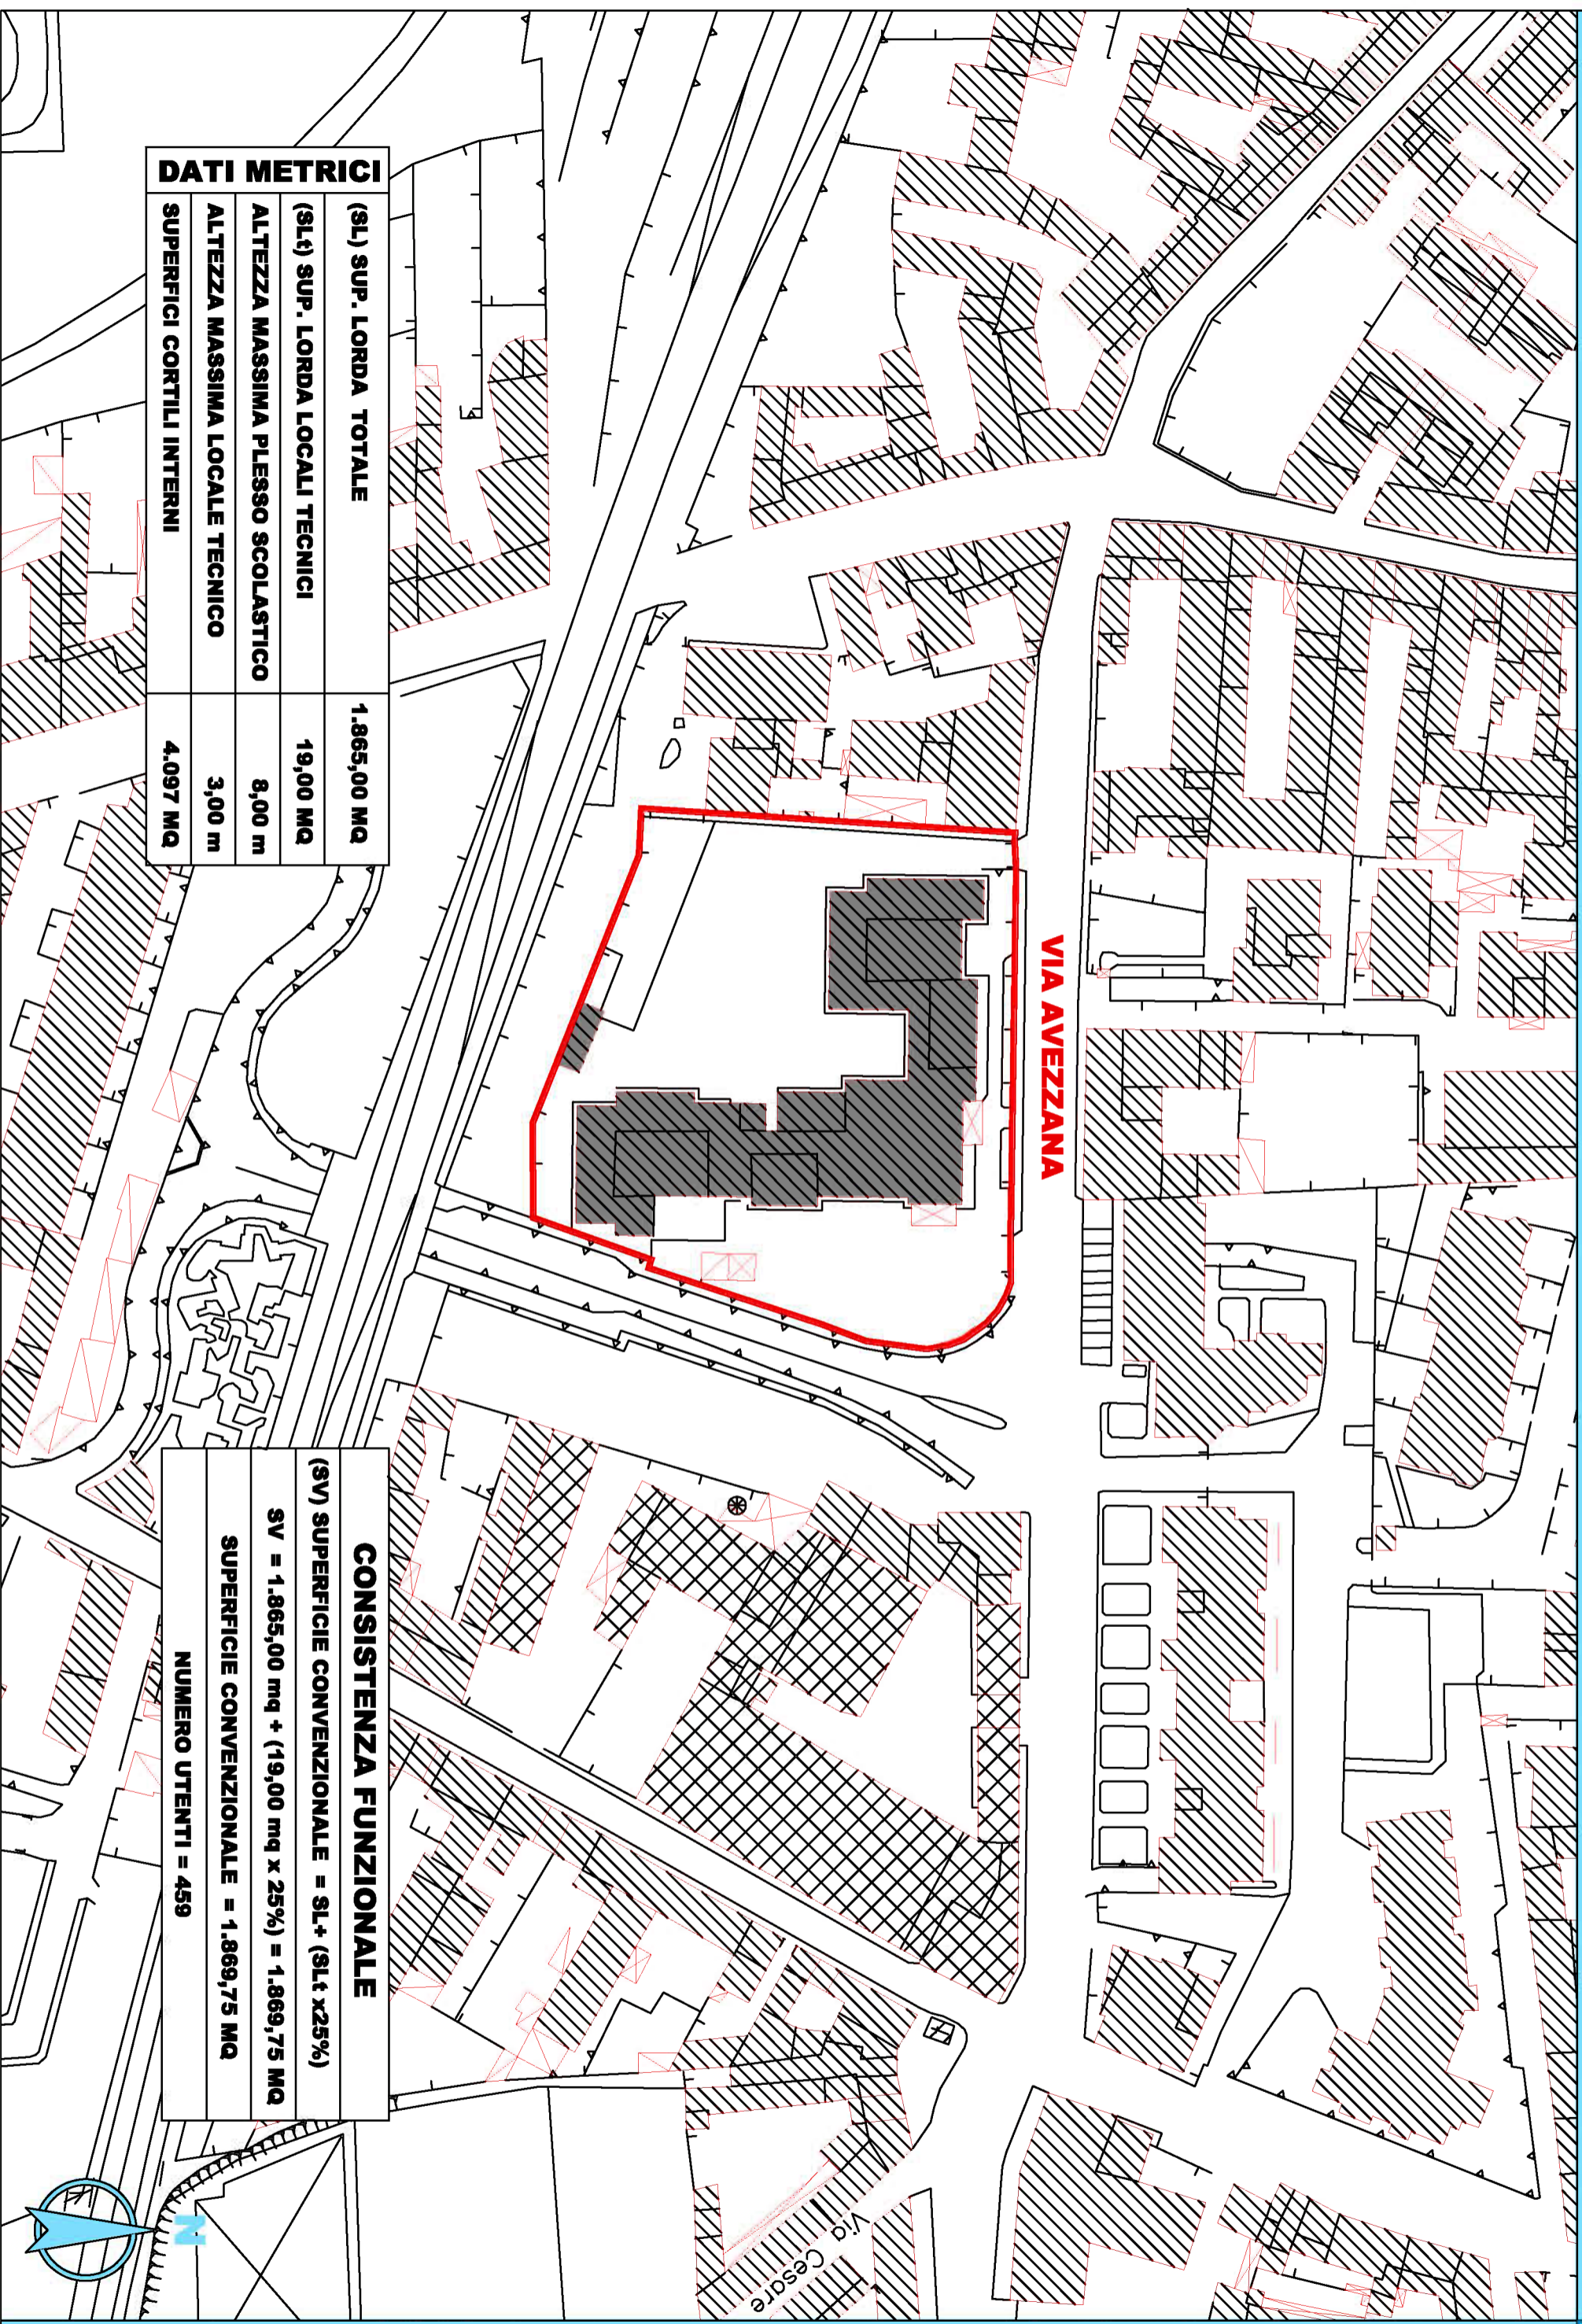 VIA AVEZZANA
DATI METRICI
(SL) SUP. LORDA TOTALE 1.865,00 MQ
(SLt) SUP. LORDA LOCALI TECNICI 19,00 MQ
ALTEZZA MASSIMA PLESSO SCOLASTICO 8,00 m
ALTEZZA MASSIMA LOCALE TECNICO 3,00 m
SUPERFICI CORTILI INTERNI 4.097 MQ
CONSISTENZA FUNZIONALE
(SV) SUPERFICIE CONVENZIONALE = SL+ (SLt x25%)
SV = 1.865,00 mq + (19,00 mq x 25%) = 1.869,75 MQ
SUPERFICIE CONVENZIONALE = 1.869,75 MQ
NUMERO UTENTI = 459
Via Cesare
N